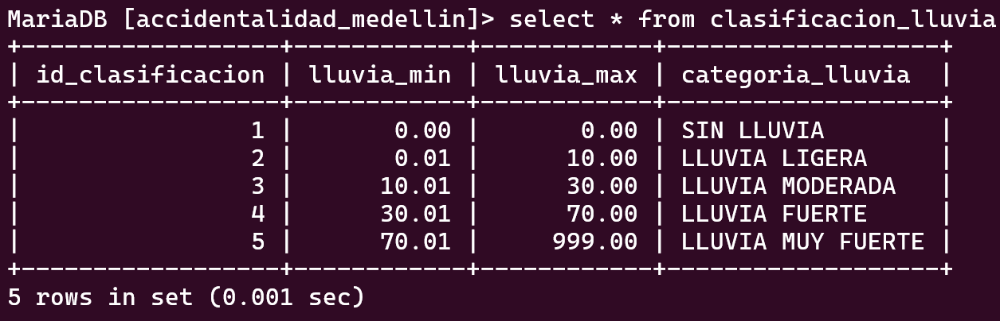 MariaDB [accidentalidad_medellin]> select * from clasificacion_lluvia
+------------------+------------+------------+-------------------+
| id_clasificacion | lluvia_min | lluvia_max | categoria_lluvia  |
+------------------+------------+------------+-------------------+
|                1 |       0.00 |       0.00 | SIN LLUVIA        |
|                2 |       0.01 |      10.00 | LLUVIA LIGERA     |
|                3 |      10.01 |      30.00 | LLUVIA MODERADA   |
|                4 |      30.01 |      70.00 | LLUVIA FUERTE     |
|                5 |      70.01 |     999.00 | LLUVIA MUY FUERTE |
+------------------+------------+------------+-------------------+
5 rows in set (0.001 sec)